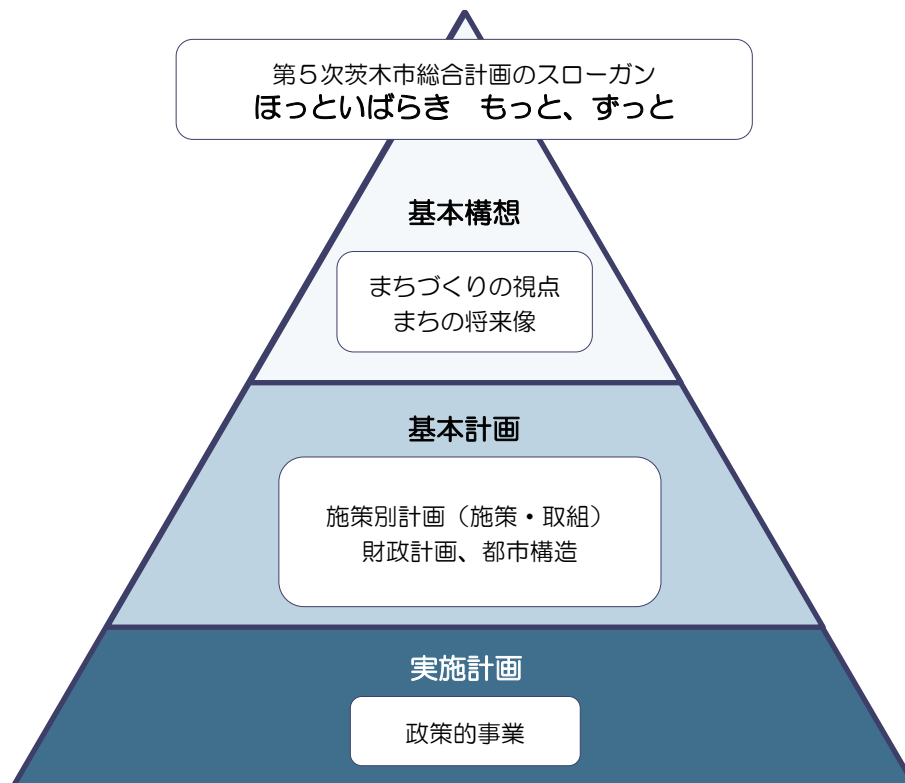 第５次茨木市総合計画のスローガン
ほっといばらき　もっと、ずっと
基本構想
まちづくりの視点
まちの将来像
基本計画
施策別計画（施策・取組）
財政計画、都市構造
実施計画
政策的事業